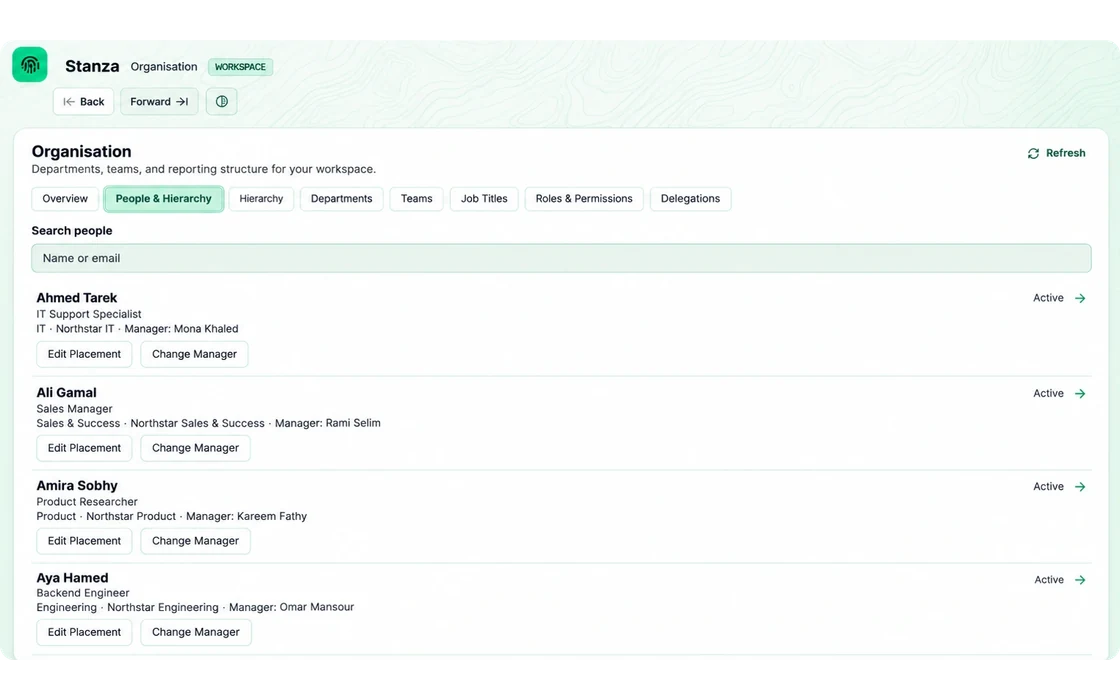 Stanza Organisation WORKSPACE
Back Forward
Organisation
Departments, teams, and reporting structure for your workspace.
Refresh
Overview People & Hierarchy Hierarchy Departments Teams Job Titles Roles & Permissions Delegations
Search people
Name or email
Ahmed Tarek
Active
IT Support Specialist
IT · Northstar IT · Manager: Mona Khaled
Edit Placement Change Manager
Ali Gamal
Active
Sales Manager
Sales & Success · Northstar Sales & Success · Manager: Rami Selim
Edit Placement Change Manager
Amira Sobhy
Active
Product Researcher
Product · Northstar Product · Manager: Kareem Fathy
Edit Placement Change Manager
Aya Hamed
Active
Backend Engineer
Engineering · Northstar Engineering · Manager: Omar Mansour
Edit Placement Change Manager